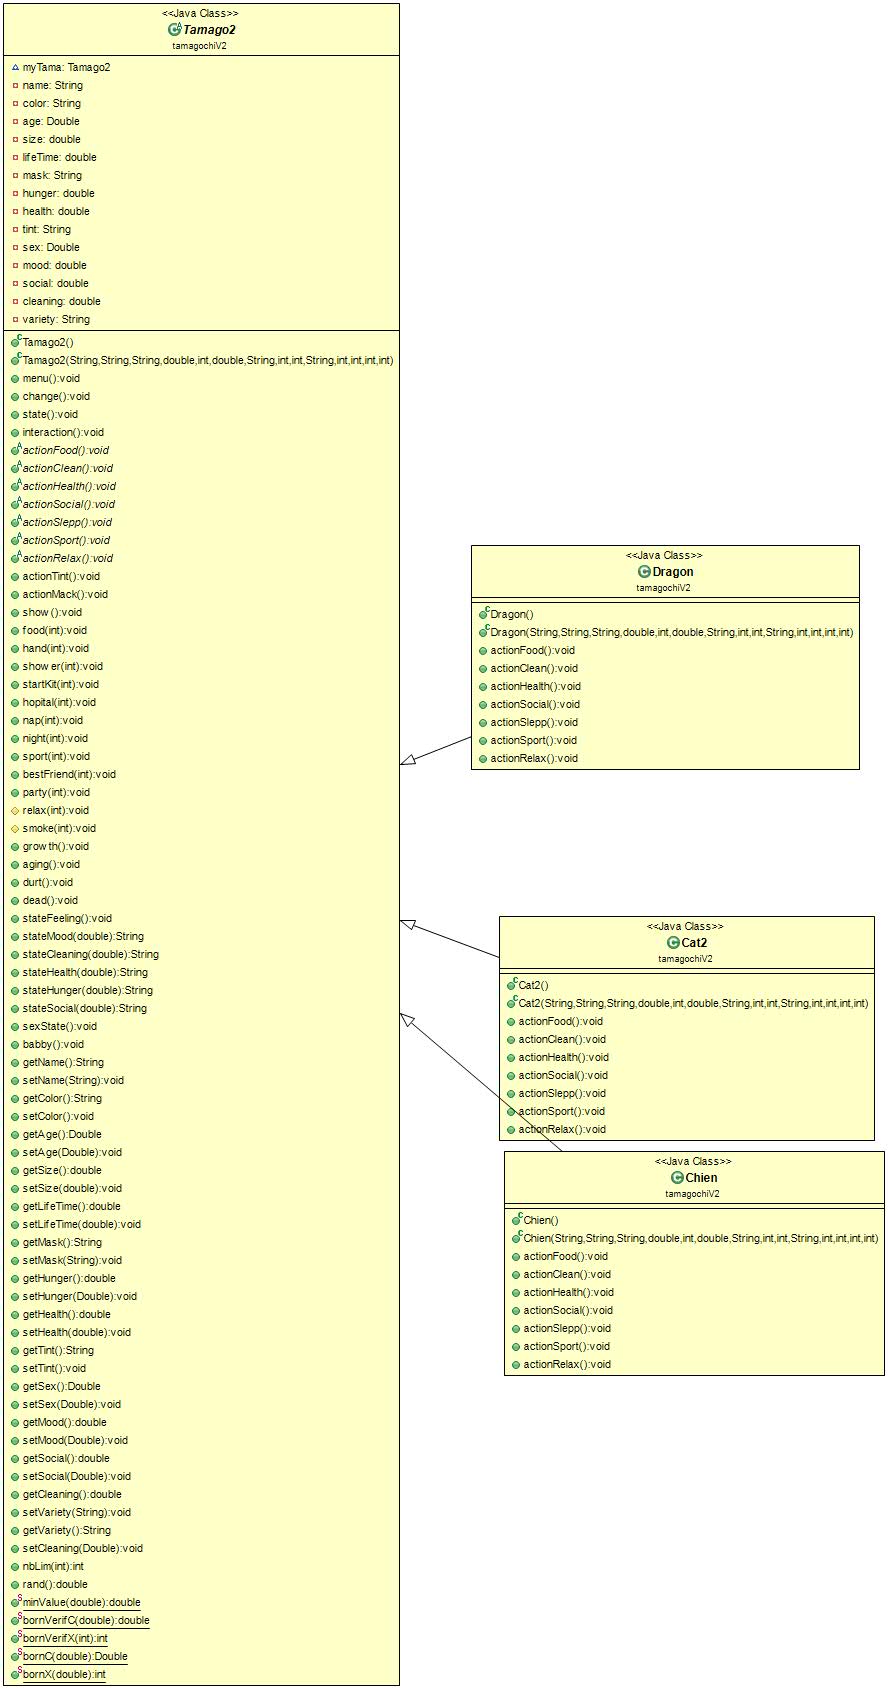 <<Java Class>>
Tamago2
tamagochiV2
myTama: Tamago2
name: String
color: String
age: Double
size: double
lifeTime: double
mask: String
hunger: double
health: double
tint: String
sex: Double
mood: double
social: double
cleaning: double
variety: String
Tamago2()
Tamago2(String,String,String,double,int,double,String,int,int,String,int,int,int,int)
menu():void
change():void
state():void
interaction():void
actionFood():void
actionClean():void
actionHealth():void
actionSocial():void
actionSlepp():void
actionSport():void
actionRelax():void
actionTint():void
actionMack():void
show():void
food(int):void
hand(int):void
shower(int):void
startKit(int):void
hopital(int):void
nap(int):void
night(int):void
sport(int):void
bestFriend(int):void
party(int):void
relax(int):void
smoke(int):void
growth():void
aging():void
durt():void
dead():void
stateFeeling():void
stateMood(double):String
stateCleaning(double):String
stateHealth(double):String
stateHunger(double):String
stateSocial(double):String
sexState():void
babby():void
getName():String
setName(String):void
getColor():String
setColor():void
getAge():Double
setAge(Double):void
getSize():double
setSize(double):void
getLifeTime():double
setLifeTime(double):void
getMask():String
setMask(String):void
getHunger():double
setHunger(Double):void
getHealth():double
setHealth(double):void
getTint():String
setTint():void
getSex():Double
setSex(Double):void
getMood():double
setMood(Double):void
getSocial():double
setSocial(Double):void
getCleaning():double
setVariety(String):void
getVariety():String
setCleaning(Double):void
nbLim(int):int
rand():double
minValue(double):double
bornVerifC(double):double
bornVerifX(int):int
bornC(double):Double
bornX(double):int
<<Java Class>>
Dragon
tamagochiV2
Dragon()
Dragon(String,String,String,double,int,double,String,int,int,String,int,int,int,int)
actionFood():void
actionClean():void
actionHealth():void
actionSocial():void
actionSlepp():void
actionSport():void
actionRelax():void
<<Java Class>>
Cat2
tamagochiV2
Cat2()
Cat2(String,String,String,double,int,double,String,int,int,String,int,int,int,int)
actionFood():void
actionClean():void
actionHealth():void
actionSocial():void
actionSlepp():void
actionSport():void
actionRelax():void
<<Java Class>>
Chien
tamagochiV2
Chien()
Chien(String,String,String,double,int,double,String,int,int,String,int,int,int,int)
actionFood():void
actionClean():void
actionHealth():void
actionSocial():void
actionSlepp():void
actionSport():void
actionRelax():void